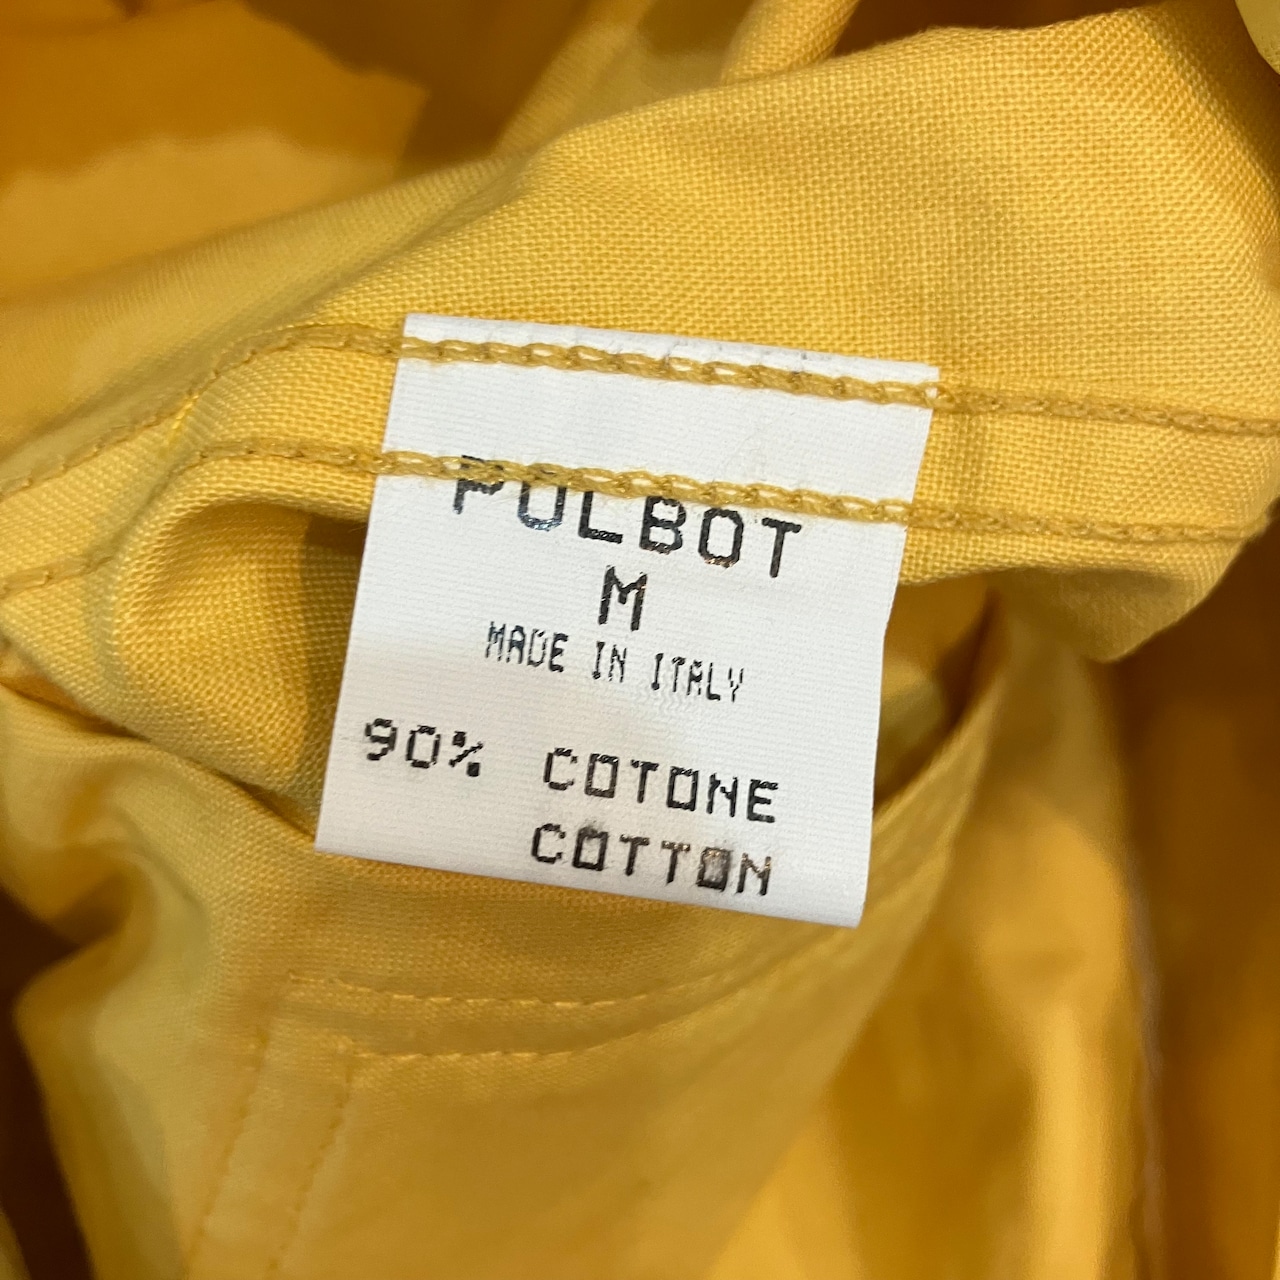 PULBOT
M
MADE IN ITALY
90% COTONE
COTTON